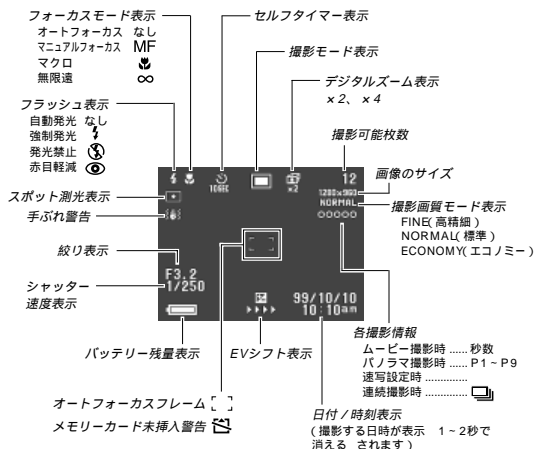 フォーカスモード表示
オートフォーカス なし
マニュアルフォーカス MF
マクロ
無限遠 ∞
フラッシュ表示
自動発光 なし
強制発光
発光禁止
赤目軽減
スポット測光表示
手ぶれ警告
絞り表示
シャッター
速度表示
バッテリー残量表示
オートフォーカスフレーム
メモリーカード未挿入警告
セルフタイマー表示
撮影モード表示
デジタルズーム表示
×2、×4
撮影可能枚数
画像のサイズ
撮影画質モード表示
FINE(高精細)
NORMAL(標準)
ECONOMY(エコノミー)
10SEC
×2
12
1280×960
NORMAL
F3.2
1/250
99/10/10
10:10am
EVシフト表示
各撮影情報
ムービー撮影時 ...... 秒数
パノラマ撮影時 ...... P1~P9
速写設定時 .............
連続撮影時 .............
日付/時刻表示
(撮影する日時が表示 1~2秒で
消える されます)